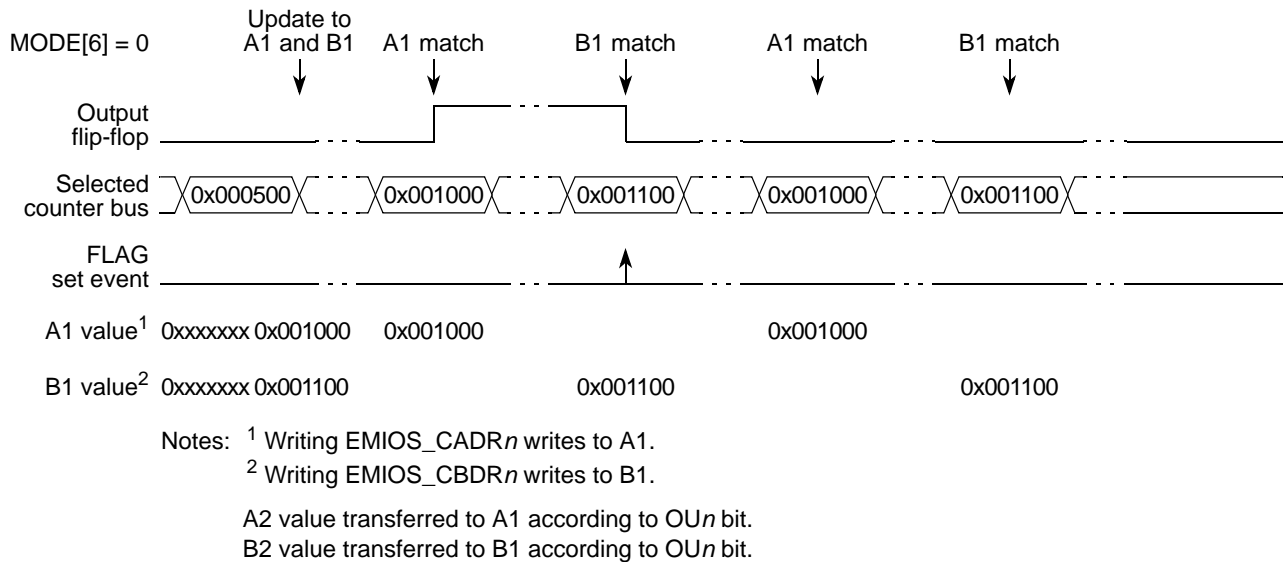 Update to
MODE[6] = 0 A1 and B1 A1 match B1 match A1 match B1 match
Output
flip-flop
Selected
counter bus 0x000500 0x001000 0x001100 0x001000 0x001100
FLAG
set event
A1 value1 0xxxxxxx 0x001000 0x001000 0x001000
B1 value2 0xxxxxxx 0x001100 0x001100 0x001100
Notes: 1 Writing EMIOS_CADRn writes to A1.
2 Writing EMIOS_CBDRn writes to B1.
A2 value transferred to A1 according to OUn bit.
B2 value transferred to B1 according to OUn bit.